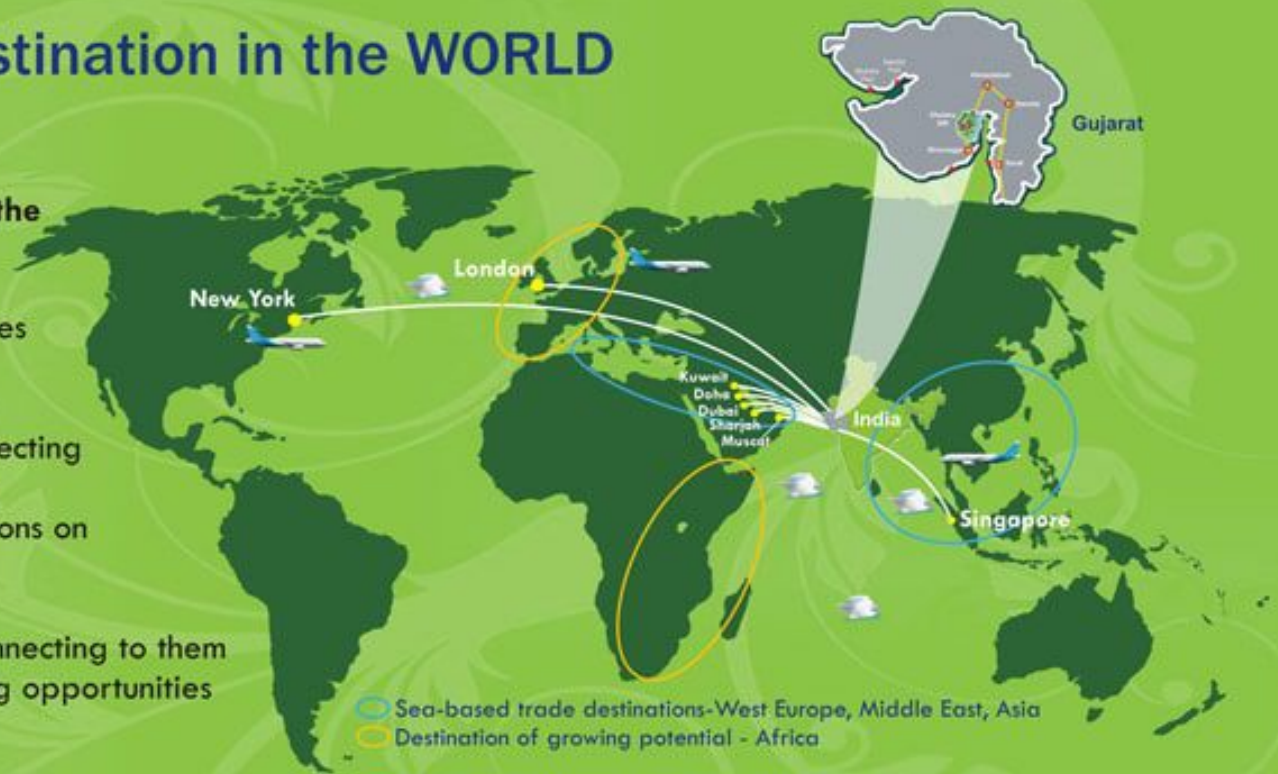 stination in the WORLD
Gujarat
the
London
New York
es
Kuwait
Doha
Dubai
Sharjah
Muscat
India
ecting
ons on
Singapore
nnecting to them
g opportunities
Sea-based trade destinations-West Europe, Middle East, Asia
Destination of growing potential - Africa